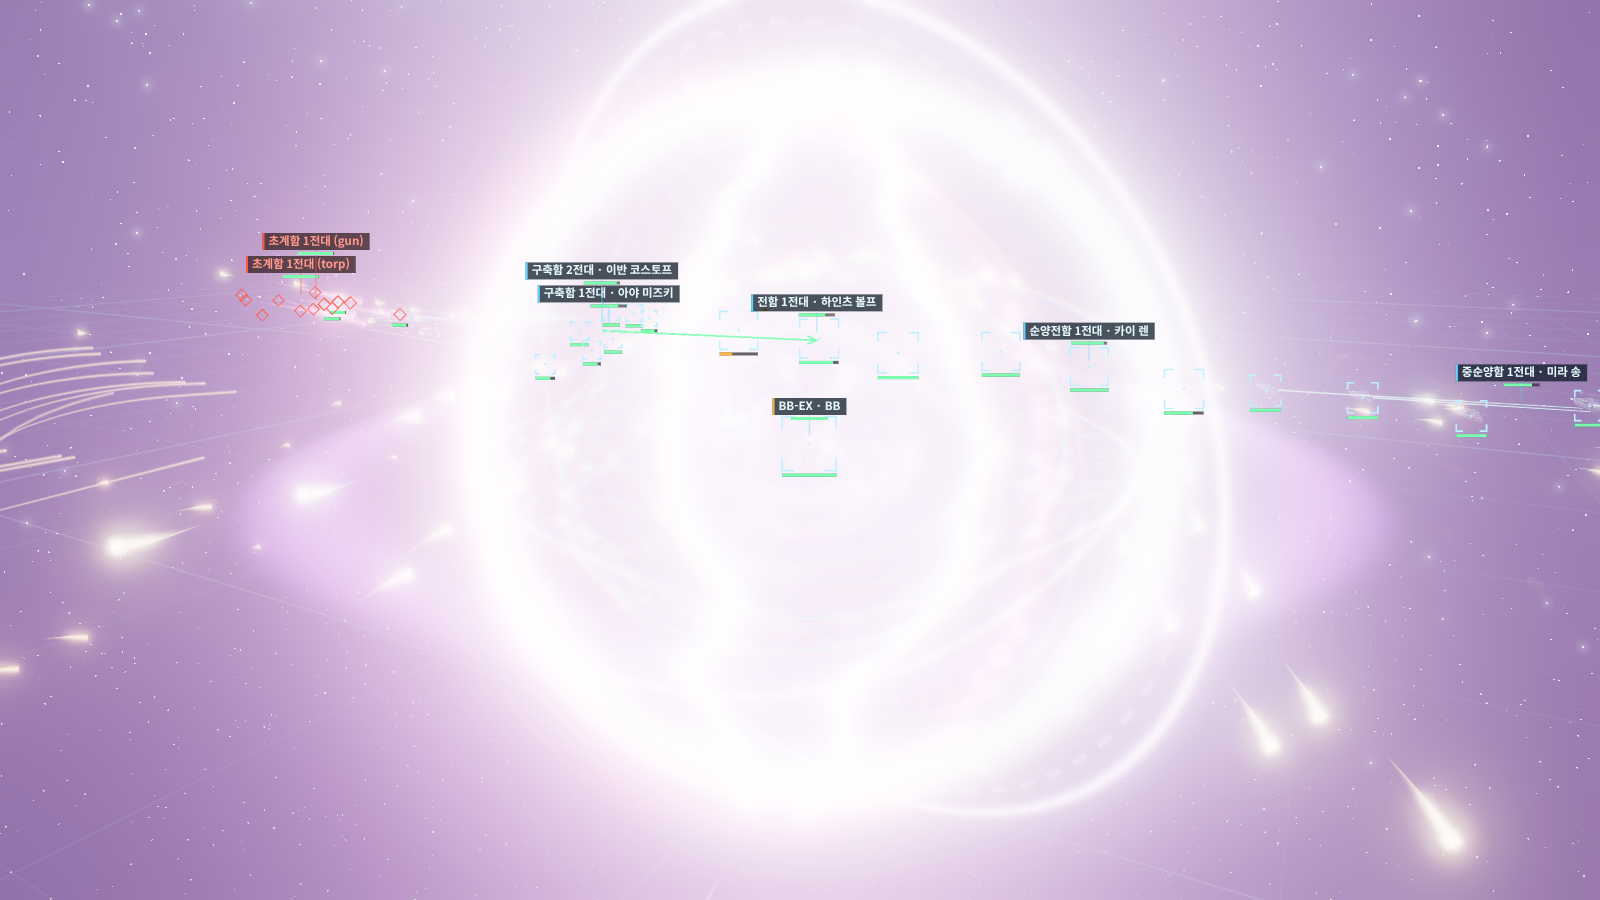 초계함 1전대 (gun)
초계함 1전대 (torp)
구축함 2전대 · 이반 코스토프
구축함 1전대 · 아야 미즈키
전함 1전대 · 하인츠 볼프
순양전함 1전대 · 카이 렌
중순양함 1전대 · 미라 송
BB-EX · BB